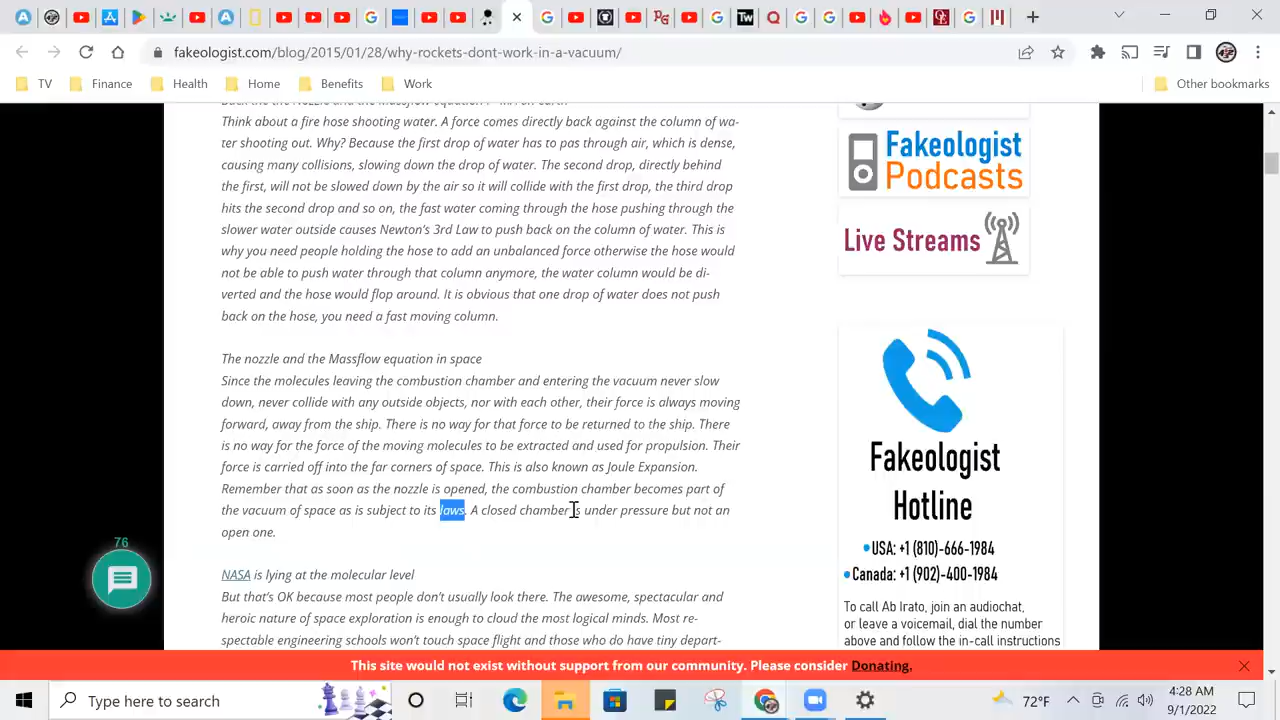 fakeologist.com/blog/2015/01/28/why-rockets-dont-work-in-a-vacuum/
TV Finance Health Home Benefits Work Other bookmarks
Think about a fire hose shooting water. A force comes directly back against the column of wa-
ter shooting out. Why? Because the first drop of water has to pas through air, which is dense,
causing many collisions, slowing down the drop of water. The second drop, directly behind
the first, will not be slowed down by the air so it will collide with the first drop, the third drop
hits the second drop and so on, the fast water coming through the hose pushing through the
slower water outside causes Newton's 3rd Law to push back on the column of water. This is
why you need people holding the hose to add an unbalanced force otherwise the hose would
not be able to push water through that column anymore, the water column would be di-
verted and the hose would flop around. It is obvious that one drop of water does not push
back on the hose, you need a fast moving column.
The nozzle and the Massflow equation in space
Since the molecules leaving the combustion chamber and entering the vacuum never slow
down, never collide with any outside objects, nor with each other, their force is always moving
forward, away from the ship. There is no way for that force to be returned to the ship. There
is no way for the force of the moving molecules to be extracted and used for propulsion. Their
force is carried off into the far corners of space. This is also known as Joule Expansion.
Remember that as soon as the nozzle is opened, the combustion chamber becomes part of
the vacuum of space as is subject to its laws. A closed chamber is under pressure but not an
open one.
NASA is lying at the molecular level
But that's OK because most people don't usually look there. The awesome, spectacular and
heroic nature of space exploration is enough to cloud the most logical minds. Most re-
spectable engineering schools won't touch space flight and those who do have tiny depart-
76
Fakeologist
Podcasts
Live Streams
Fakeologist
Hotline
•USA: +1 (810)-666-1984
•Canada: +1 (902)-400-1984
To call Ab Irato, join an audiochat,
or leave a voicemail, dial the number
above and follow the in-call instructions
This site would not exist without support from our community. Please consider Donating.
Type here to search
72°F
4:28 AM
9/1/2022